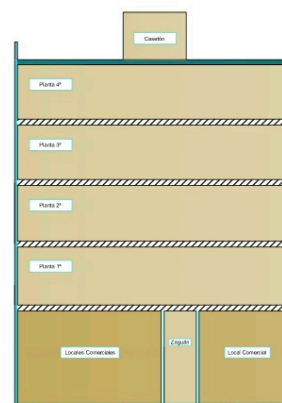 Casetón
Planta 4ª
Planta 3ª
Planta 2ª
Planta 1ª
Zaguán
Locales Comerciales
Local Comercial